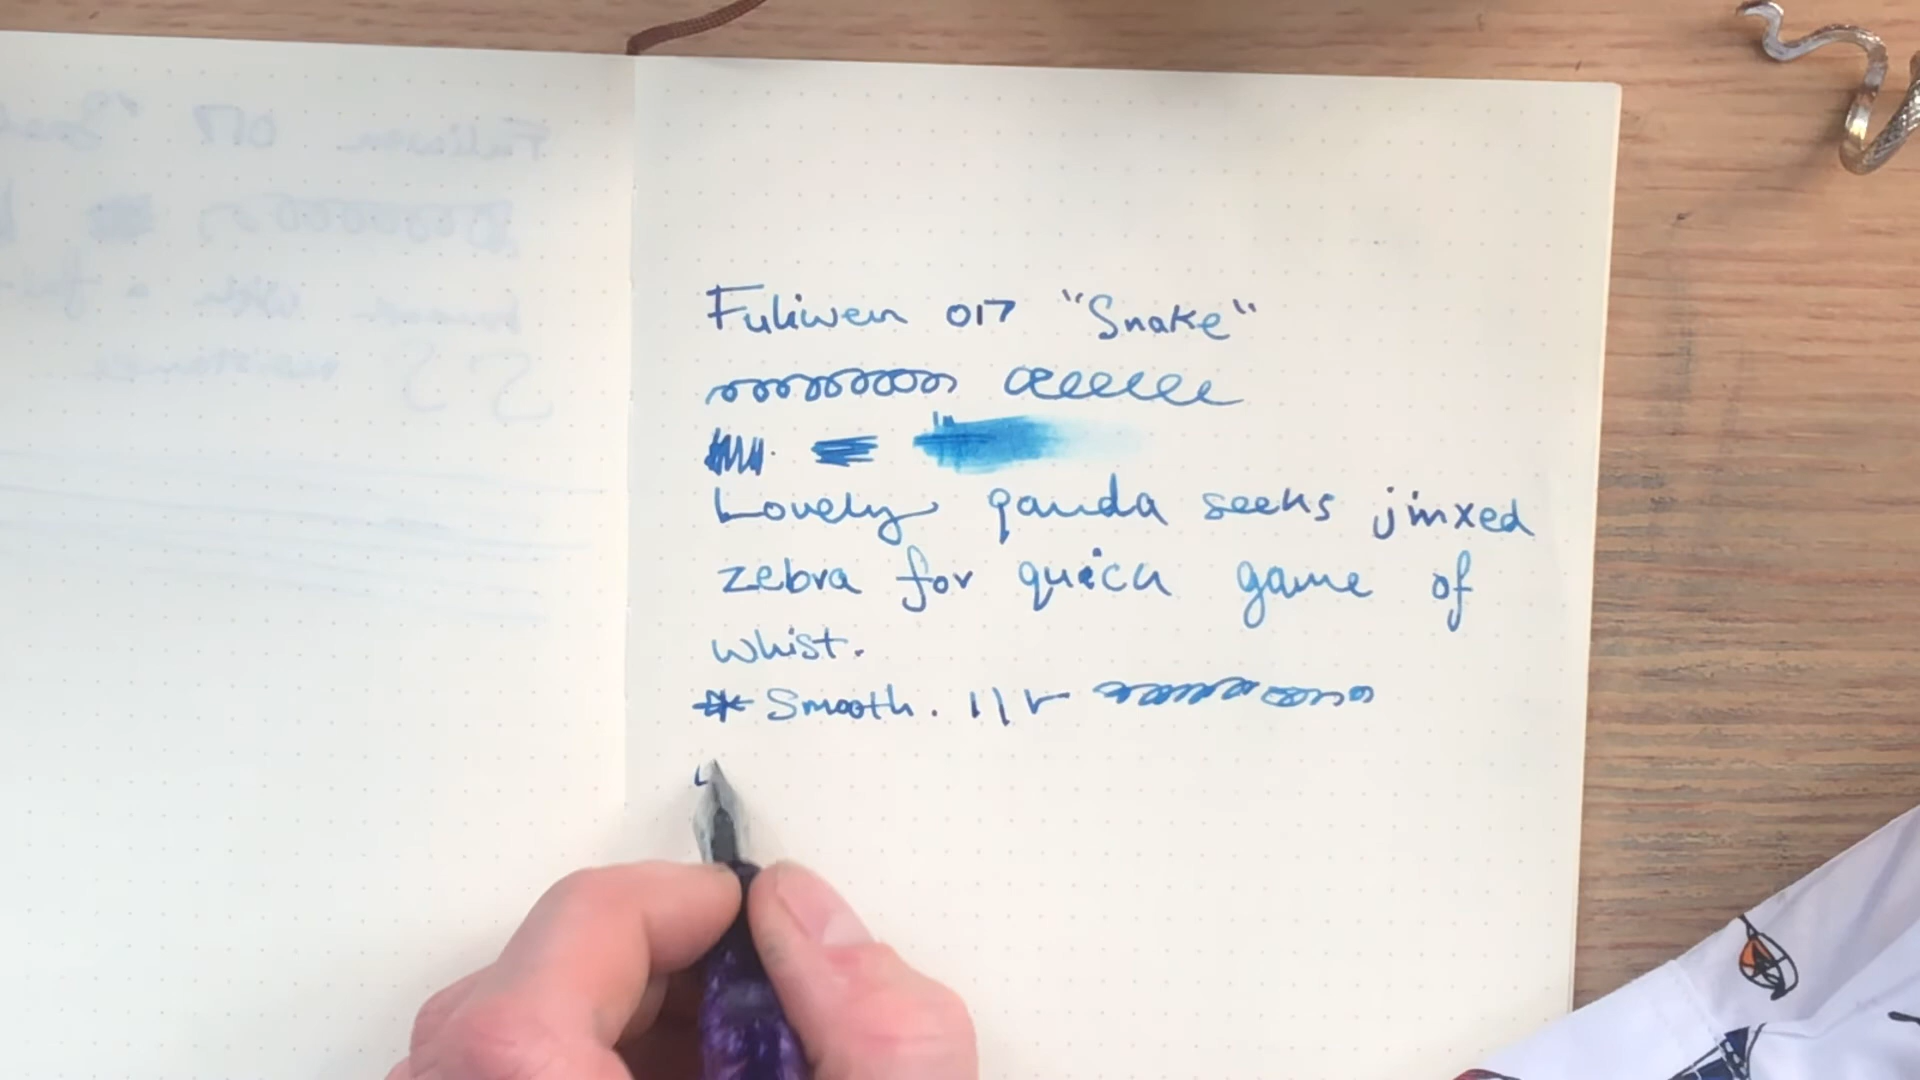 Fuliwen 017 "Snake"
Lovely panda seeks jinxed
zebra for quick game of
whist.
* Smooth.